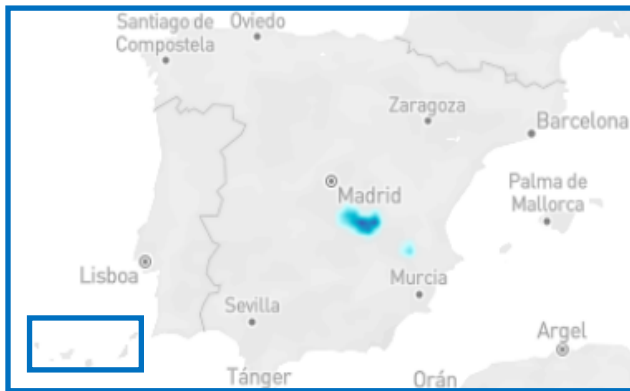 Santiago de
Compostela
Oviedo
Zaragoza
Barcelona
Madrid
Palma de
Mallorca
Lisboa
Murcia
Sevilla
Argel
Tánger
Orán